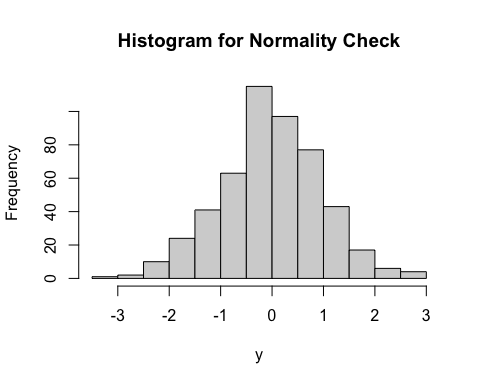 Histogram for Normality Check
Frequency
0 20 40 60 80
-3 -2 -1 0 1 2 3
y